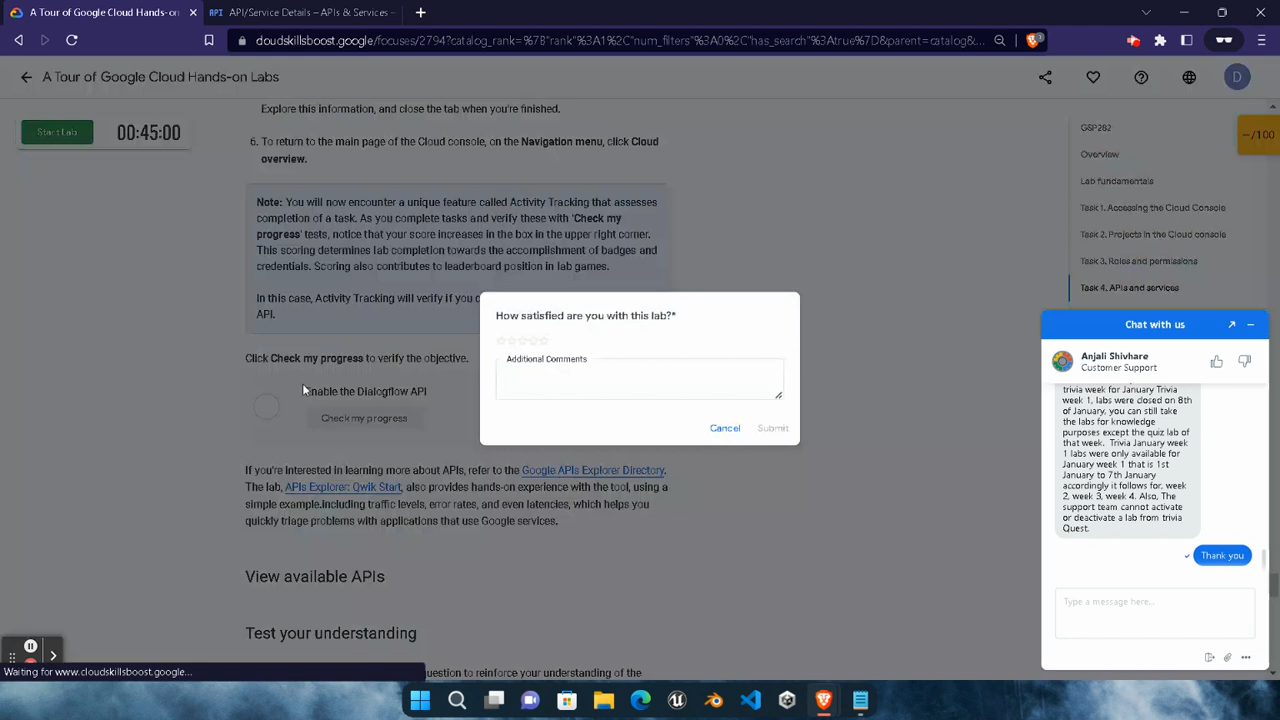 A Tour of Google Cloud Hands-on
API/Service Details – APIs & Services –
cloudskillsboost.google/focuses/2794?catalog_rank=%7B"rank"%3A1%2C"num_filters"%3A0%2C"has_search"%3Atrue%7D&parent=catalog&...
A Tour of Google Cloud Hands-on Labs
D
Start Lab
00:45:00
Explore this information, and close the tab when you're finished.
6. To return to the main page of the Cloud console, on the Navigation menu, click Cloud
overview.
Note: You will now encounter a unique feature called Activity Tracking that assesses
completion of a task. As you complete tasks and verify these with 'Check my
progress' tests, notice that your score increases in the box in the upper right corner.
This scoring determines lab completion towards the accomplishment of badges and
credentials. Scoring also contributes to leaderboard position in lab games.
In this case, Activity Tracking will verify if you
API.
Click Check my progress to verify the objective.
Enable the Dialogflow API
Check my progress
If you're interested in learning more about APIs, refer to the Google APIs Explorer Directory.
The lab, APIs Explorer: Qwik Start, also provides hands-on experience with the tool, using a
simple example.including traffic levels, error rates, and even latencies, which helps you
quickly triage problems with applications that use Google services.
View available APIs
Test your understanding
question to reinforce your understanding of the
Waiting for www.cloudskillsboost.google...
How satisfied are you with this lab?*
Additional Comments
Cancel
Submit
GSP282
Overview
Lab fundamentals
Task 1. Accessing the Cloud Console
Task 2. Projects in the Cloud console
Task 3. Roles and permissions
Task 4. APIs and services
–/100
Chat with us
Anjali Shivhare
Customer Support
trivia week for January Trivia
week 1, labs were closed on 8th
of January, you can still take
the labs for knowledge
purposes except the quiz lab of
that week. Trivia January week
1 labs were only available for
January week 1 that is 1st
January to 7th January
accordingly it follows for, week
2, week 3, week 4. Also, The
support team cannot activate
or deactivate a lab from trivia
Quest.
Thank you
Type a message here...